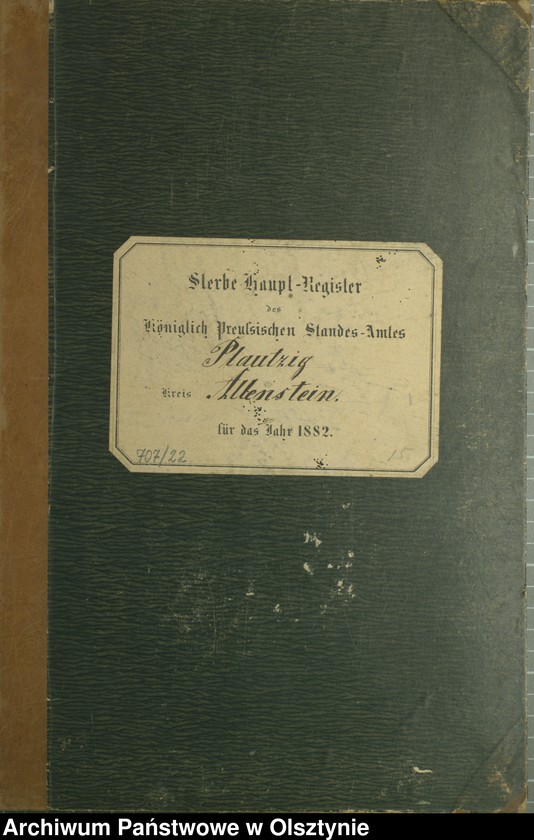 Sterbe Haupt-Register
des
Königlich Preußsischen Standes-Amtes
Plautzig
Kreis Allenstein.
für das Jahr 1882.
707/22 15
Archiwum Państwowe w Olsztynie